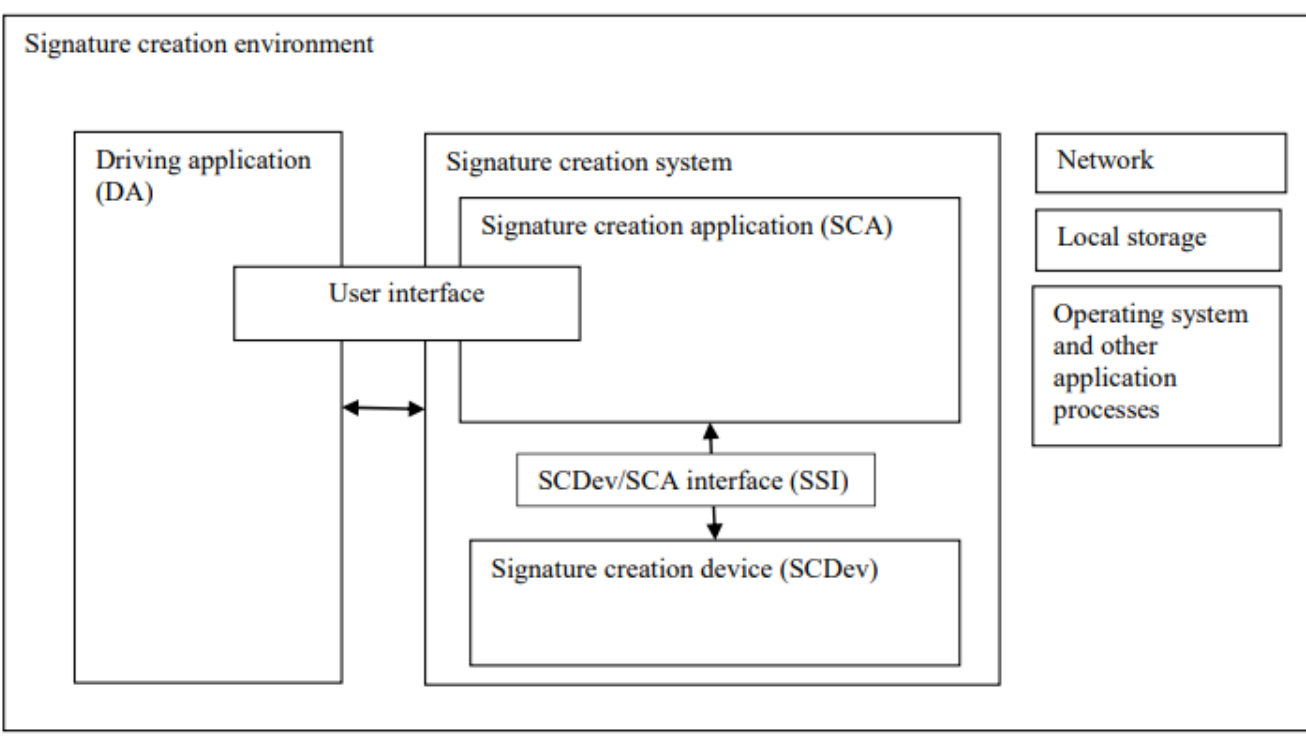 Signature creation environment
Driving application
(DA)
Signature creation system
Signature creation application (SCA)
User interface
SCDev/SCA interface (SSI)
Signature creation device (SCDev)
Network
Local storage
Operating system
and other
application
processes